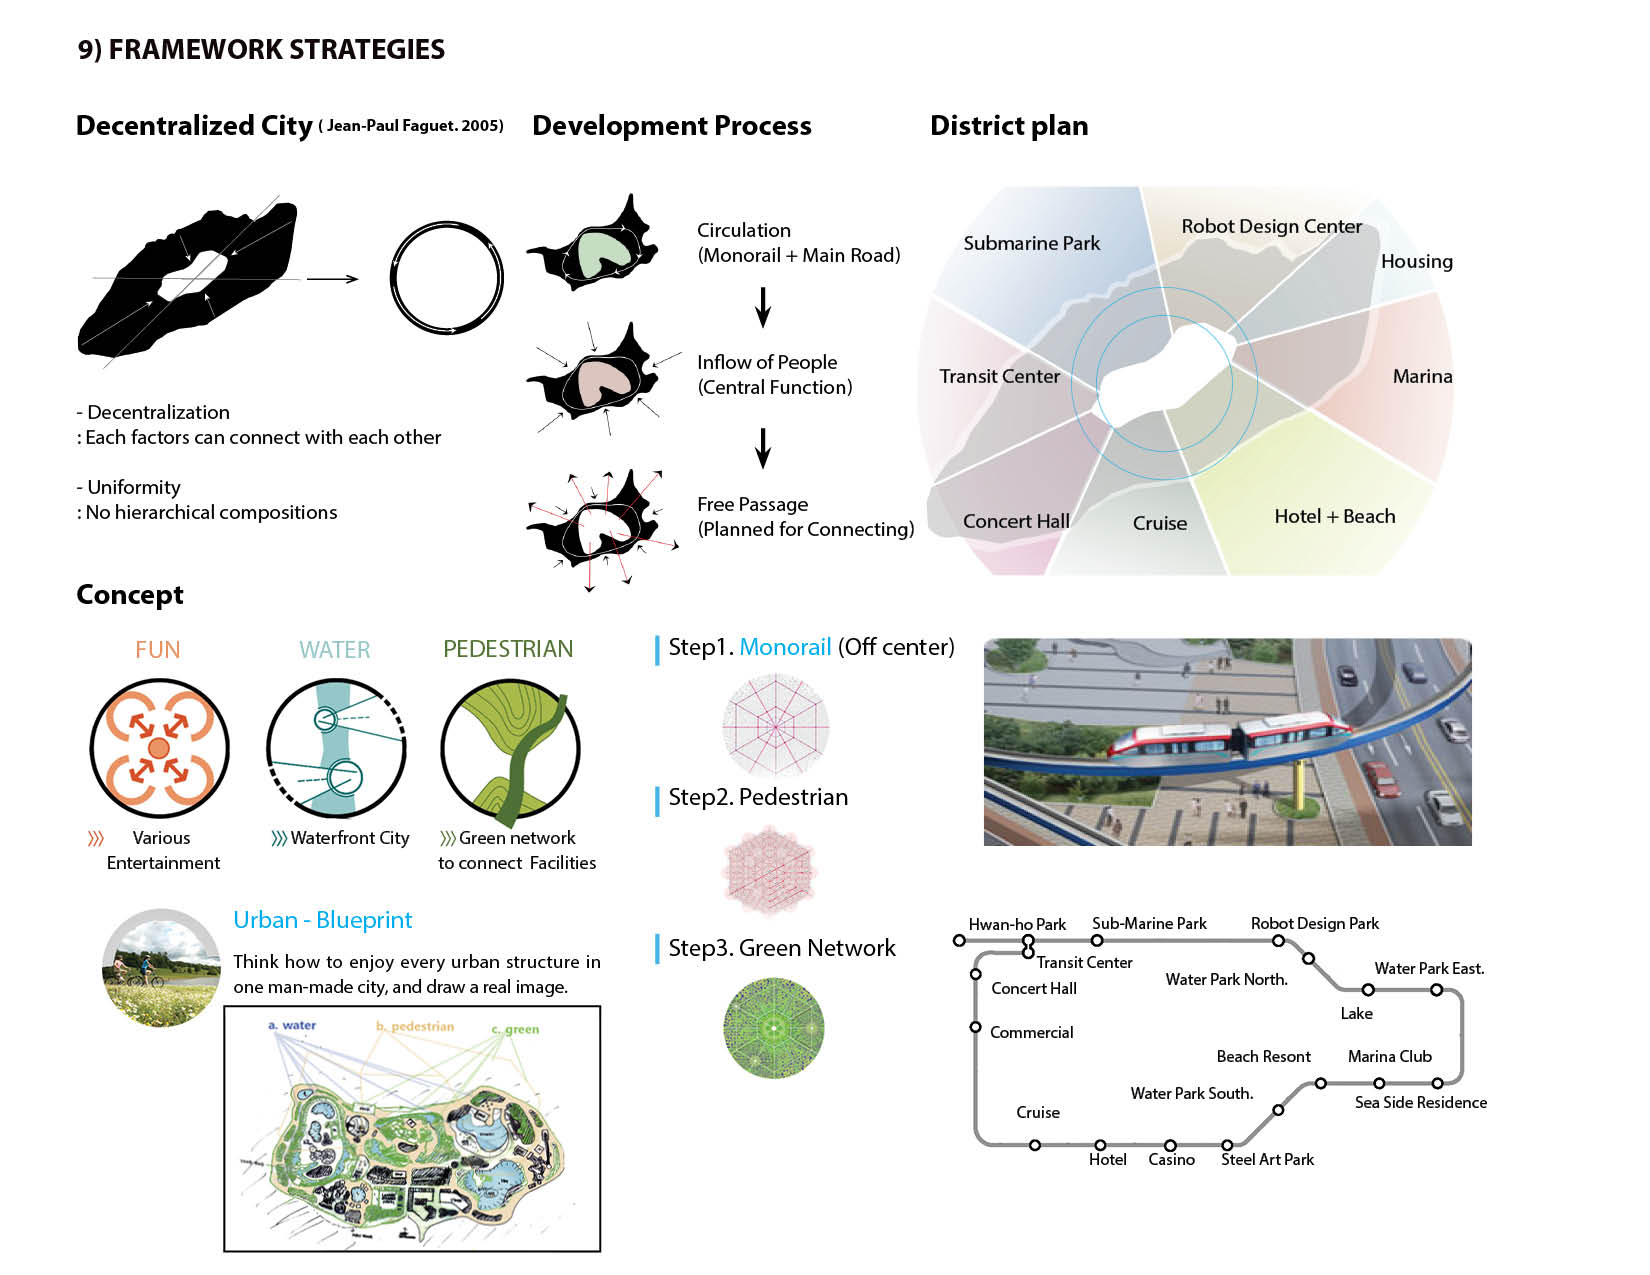 9) FRAMEWORK STRATEGIES
Decentralized City ( Jean-Paul Faguet. 2005)
- Decentralization
: Each factors can connect with each other
- Uniformity
: No hierarchical compositions
Development Process
Circulation
(Monorail + Main Road)
Inflow of People
(Central Function)
Free Passage
(Planned for Connecting)
District plan
Submarine Park
Robot Design Center
Housing
Transit Center
Marina
Concert Hall
Cruise
Hotel + Beach
Concept
FUN
WATER
PEDESTRIAN
Various
Entertainment
Waterfront City
Green network
to connect Facilities
Urban - Blueprint
Think how to enjoy every urban structure in
one man-made city, and draw a real image.
a. water
b. pedestrian
c. green
Step1. Monorail (Off center)
Step2. Pedestrian
Step3. Green Network
Hwan-ho Park
Sub-Marine Park
Robot Design Park
Transit Center
Water Park North.
Water Park East.
Concert Hall
Lake
Commercial
Beach Resont
Marina Club
Water Park South.
Sea Side Residence
Cruise
Hotel
Casino
Steel Art Park